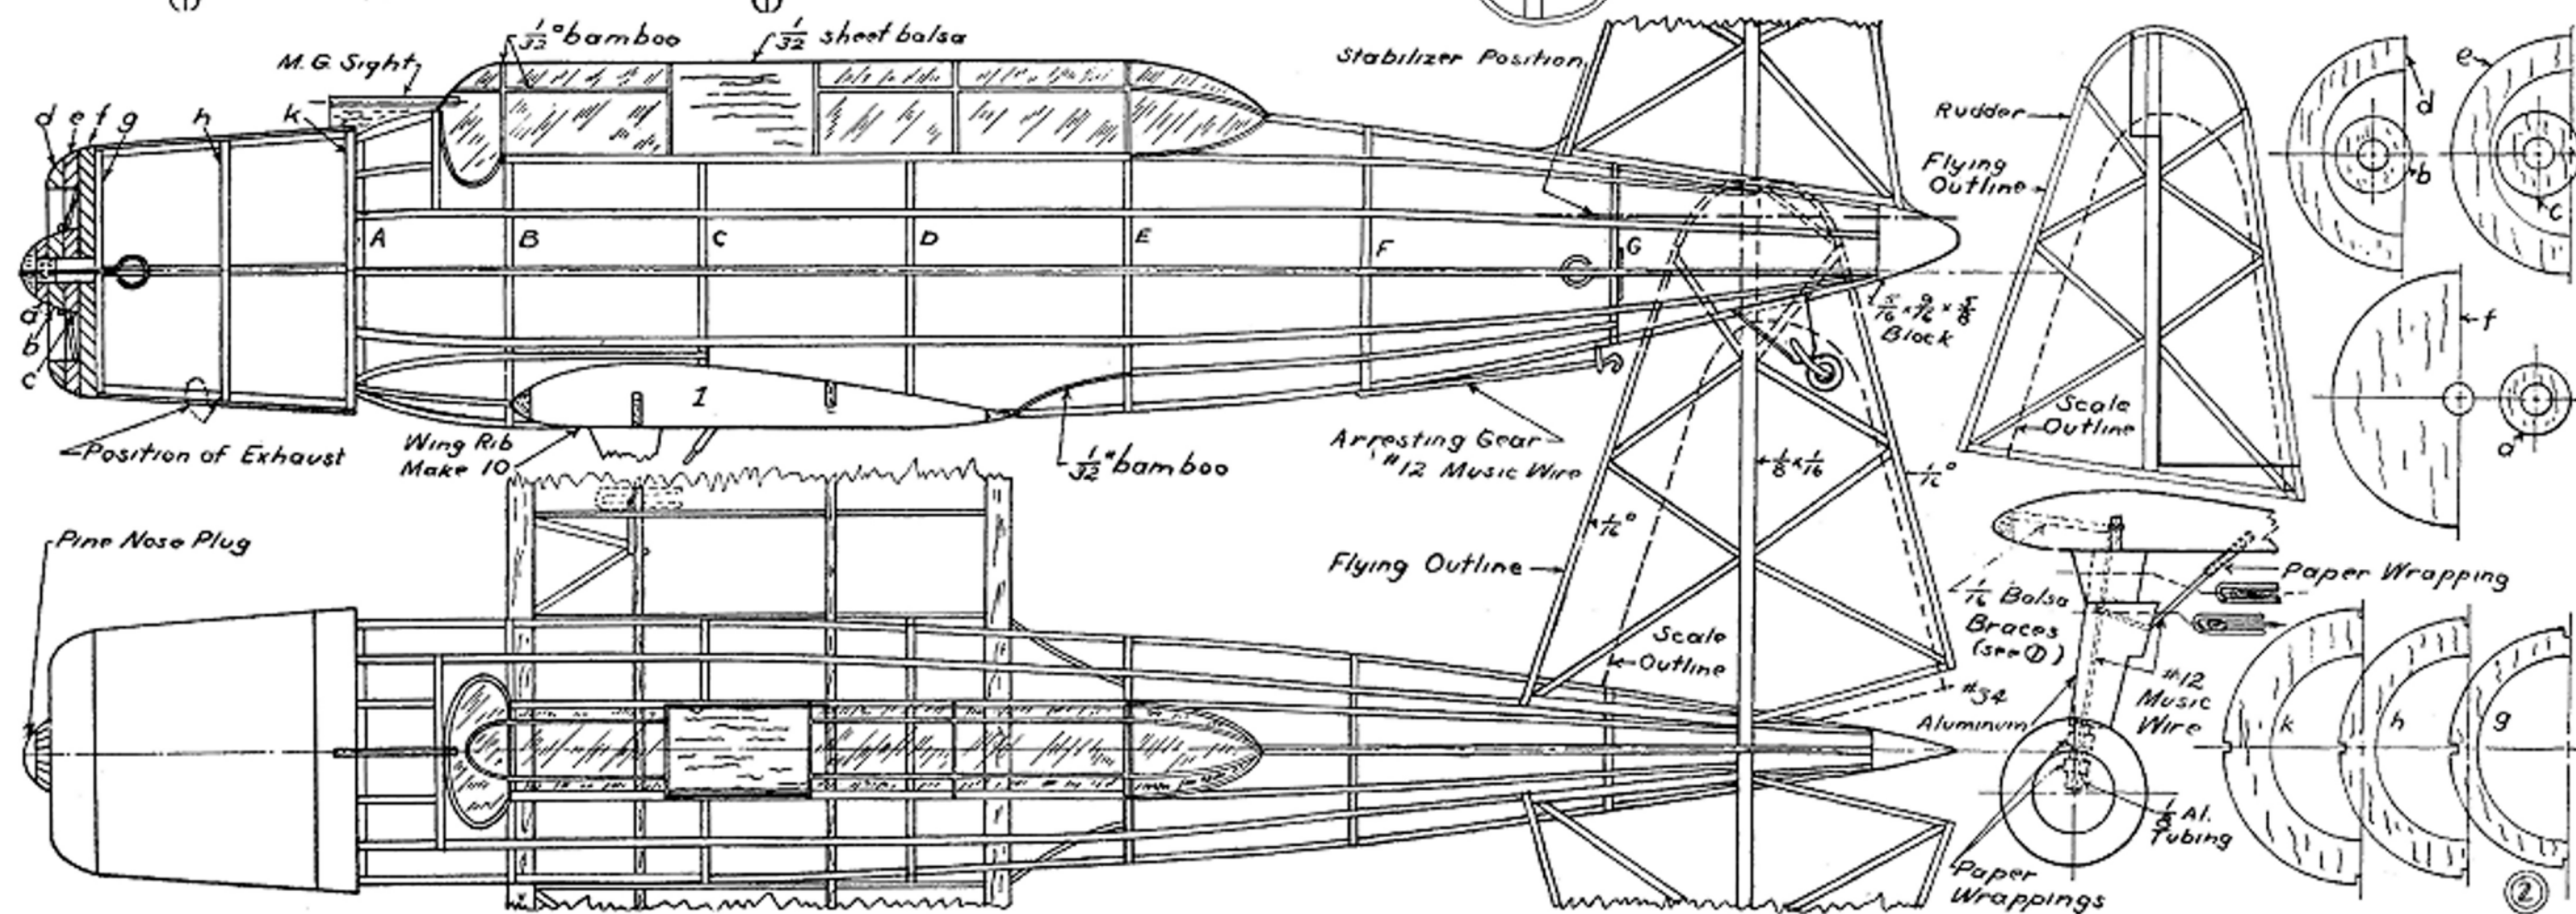 ①
①
1/32 □ bamboo
1/32 sheet balsa
M.G. Sight
Stabilizer Position
d e f g h k
e
d
Rudder
b
c
Flying
Outline
A B C D E F G
a
b
c
5/16 x 9/16 x 5/8
Block
f
a
1
Scale
Outline
Position of Exhaust
Wing Rib
Make 10
1/32 □ bamboo
Arresting Gear
#12 Music Wire
1/8 x 1/16
1/16 □
1/16 □
Pine Nose Plug
Flying Outline
Paper Wrapping
1/16 Balsa
Braces
(see ①)
Scale
Outline
#34
Aluminum
#12
Music
Wire
k h g
1/8 Al.
Tubing
Paper
Wrappings
②